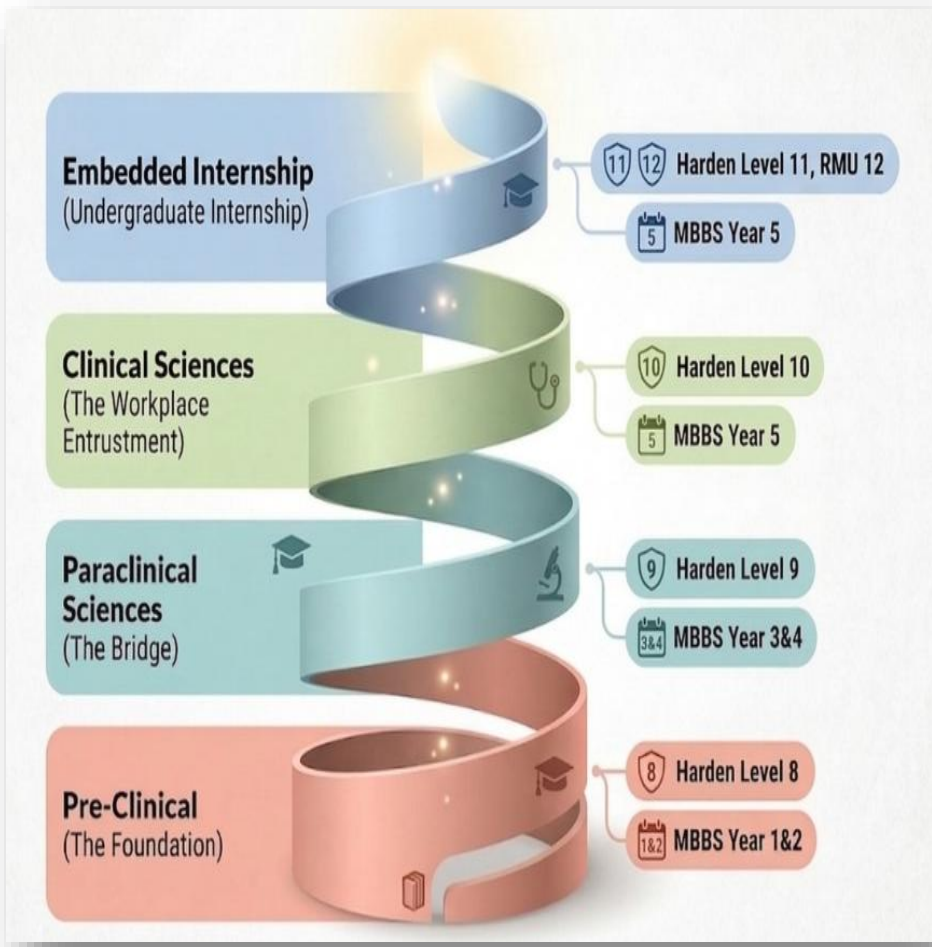 Embedded Internship
(Undergraduate Internship)
11 12 Harden Level 11, RMU 12
5 MBBS Year 5
Clinical Sciences
(The Workplace
Entrustment)
10 Harden Level 10
5 MBBS Year 5
Paraclinical
Sciences
(The Bridge)
9 Harden Level 9
3&4 MBBS Year 3&4
Pre-Clinical
(The Foundation)
8 Harden Level 8
1&2 MBBS Year 1&2